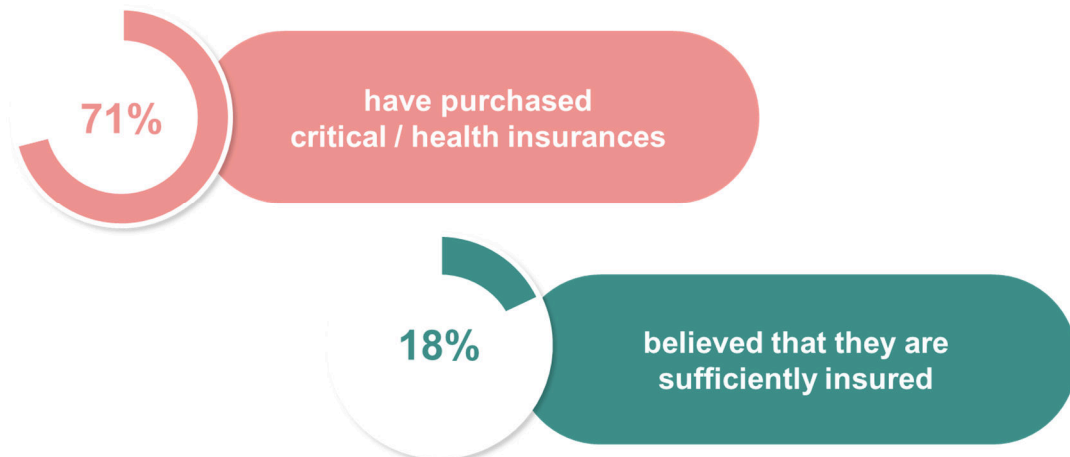 71%
have purchased
critical / health insurances
18%
believed that they are
sufficiently insured